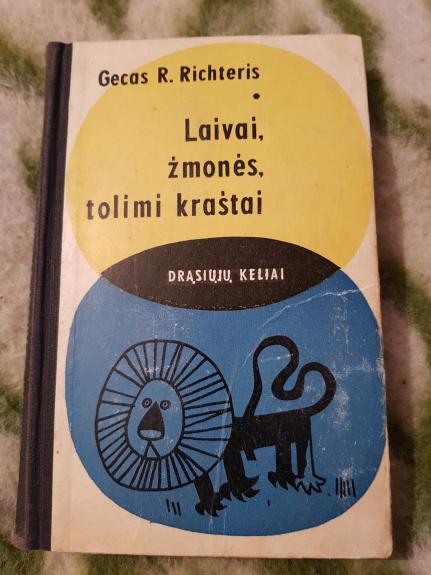 Gecas R. Richteris
Laivai,
žmonės,
tolimi kraštai
DRĄSIŲJŲ KELIAI